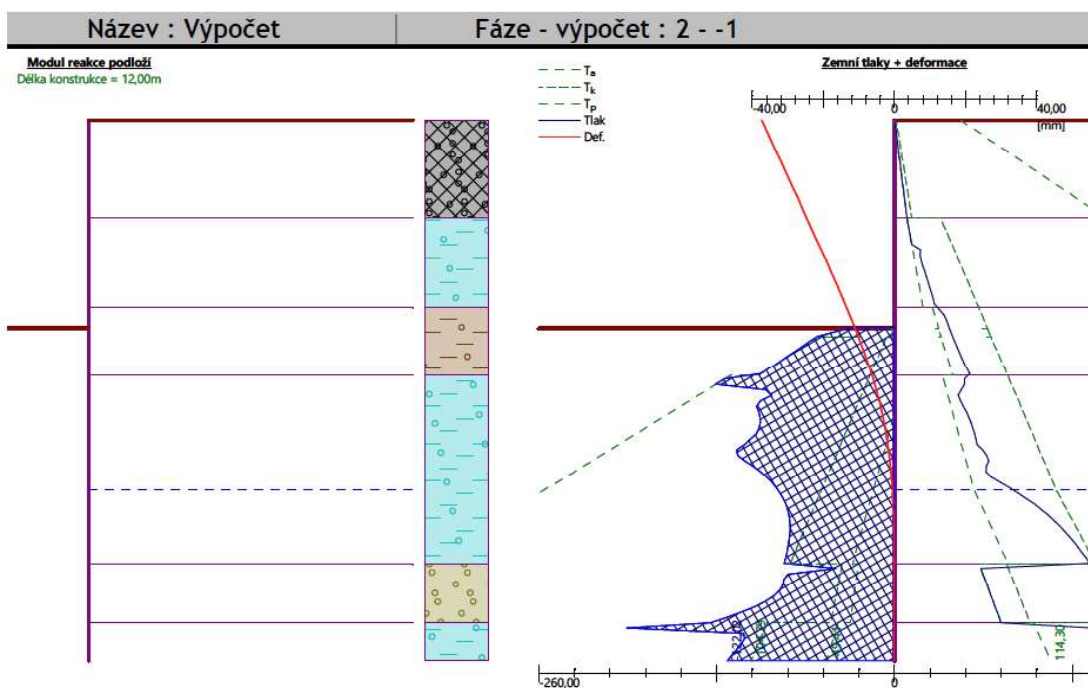 Název : Výpočet
Fáze - výpočet : 2 - -1
Modul reakce podloží
Délka konstrukce = 12,00m
Ta
Tk
Tp
Tlak
Def.
Zemní tlaky + deformace
-40,00
0
40,00
[mm]
114,30
-260,00
0